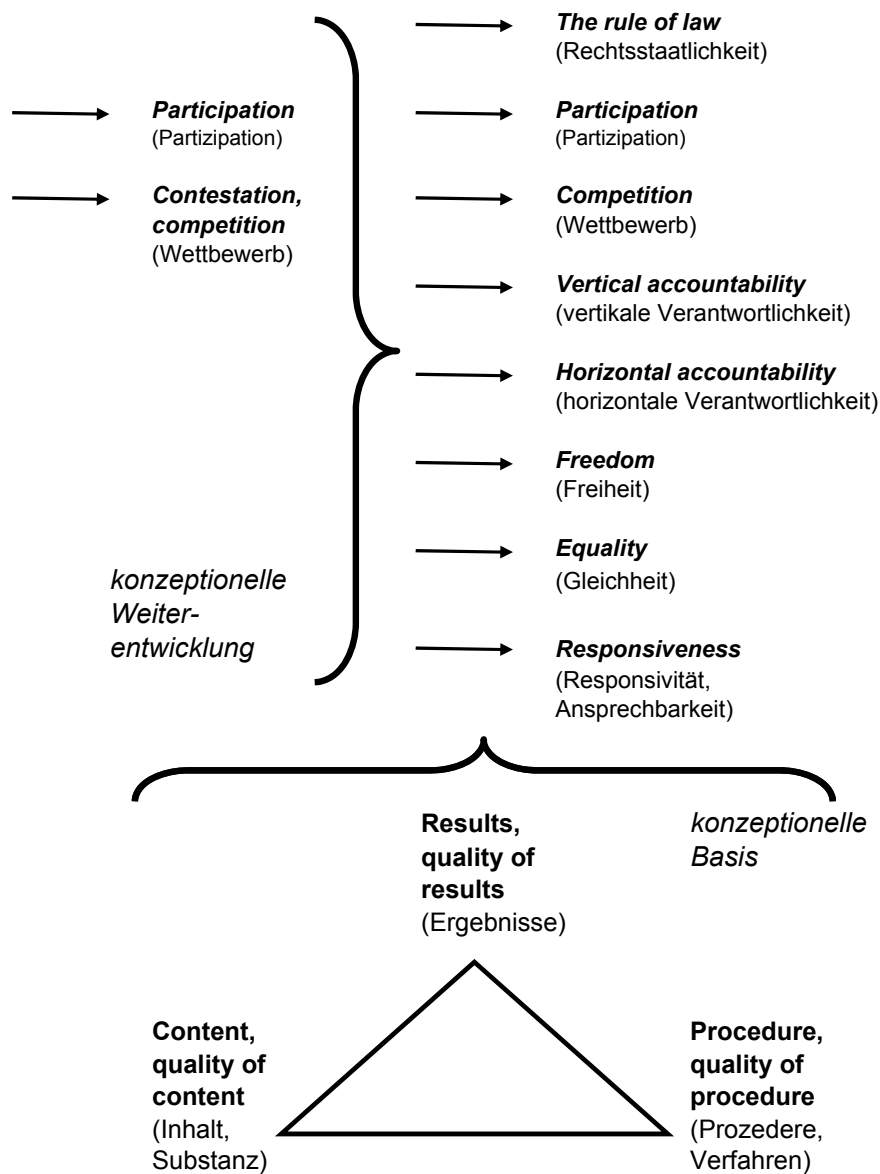 Participation
(Partizipation)
Contestation,
competition
(Wettbewerb)
konzeptionelle
Weiter-
entwicklung
The rule of law
(Rechtsstaatlichkeit)
Participation
(Partizipation)
Competition
(Wettbewerb)
Vertical accountability
(vertikale Verantwortlichkeit)
Horizontal accountability
(horizontale Verantwortlichkeit)
Freedom
(Freiheit)
Equality
(Gleichheit)
Responsiveness
(Responsivität,
Ansprechbarkeit)
Results,
quality of
results
(Ergebnisse)
konzeptionelle
Basis
Content,
quality of
content
(Inhalt,
Substanz)
Procedure,
quality of
procedure
(Prozedere,
Verfahren)